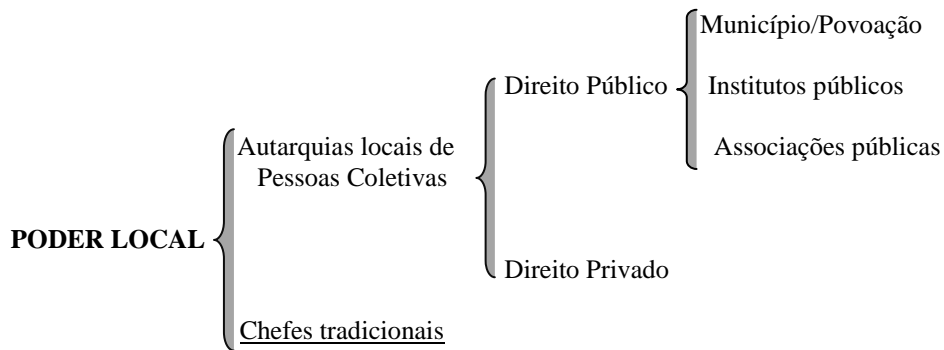 Município/Povoação
Direito Público
Institutos públicos
Autarquias locais de
Pessoas Coletivas
Associações públicas
PODER LOCAL
Direito Privado
Chefes tradicionais